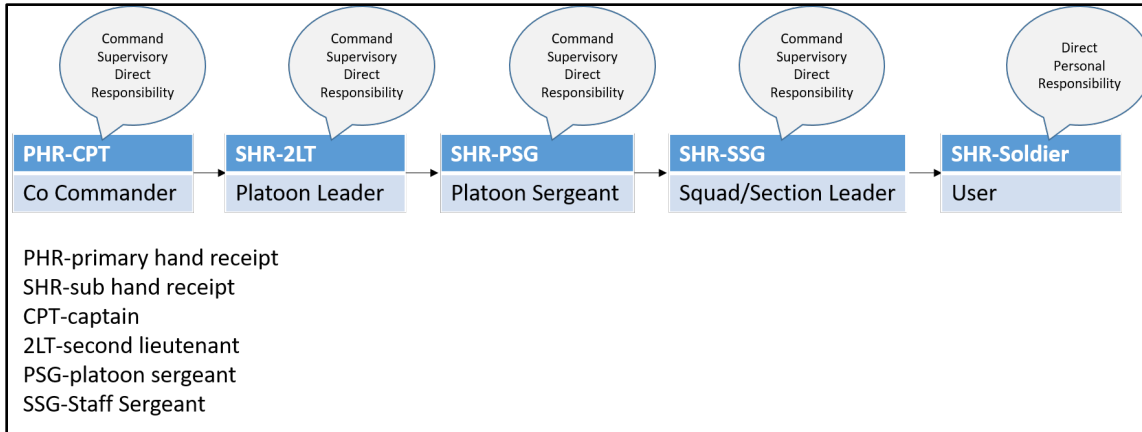 Command
Supervisory
Direct
Responsibility
Command
Supervisory
Direct
Responsibility
Command
Supervisory
Direct
Responsibility
Command
Supervisory
Direct
Responsibility
Direct
Personal
Responsibility
PHR-CPT
Co Commander
SHR-2LT
Platoon Leader
SHR-PSG
Platoon Sergeant
SHR-SSG
Squad/Section Leader
SHR-Soldier
User
PHR-primary hand receipt
SHR-sub hand receipt
CPT-captain
2LT-second lieutenant
PSG-platoon sergeant
SSG-Staff Sergeant